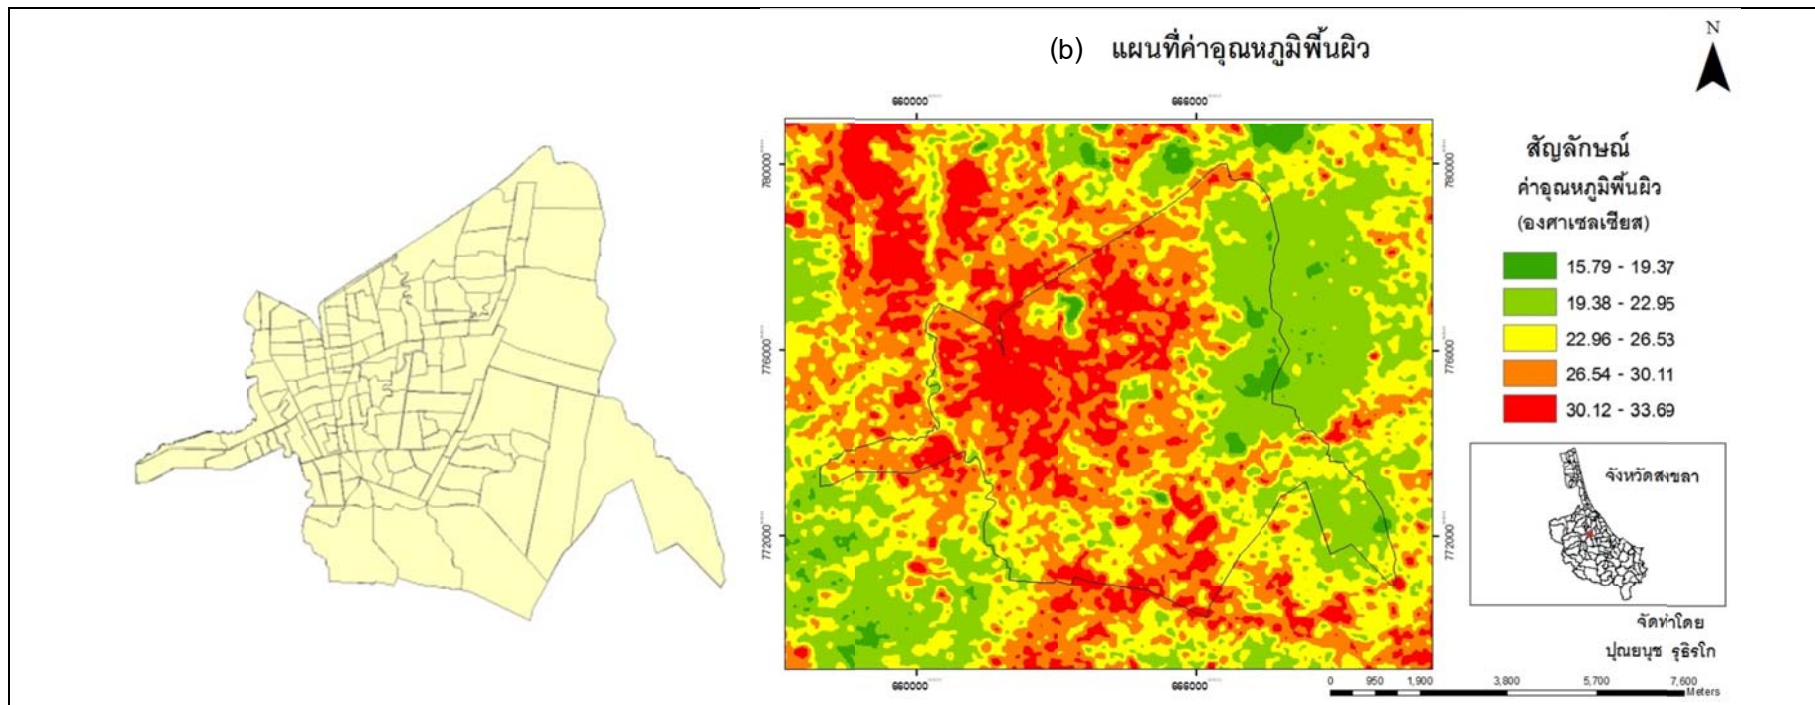 (b) แผนที่ค่าอุณหภูมิพื้นผิว
N
660000
666000
780000
776000
772000
780000
776000
772000
660000
666000
สัญลักษณ์
ค่าอุณหภูมิพื้นผิว
(องศาเซลเซียส)
15.79 - 19.37
19.38 - 22.95
22.96 - 26.53
26.54 - 30.11
30.12 - 33.69
จังหวัดสงขลา
จัดทำโดย
ปุณยนุช รุธิรโก
0 950 1,900 3,800 5,700 7,600
Meters